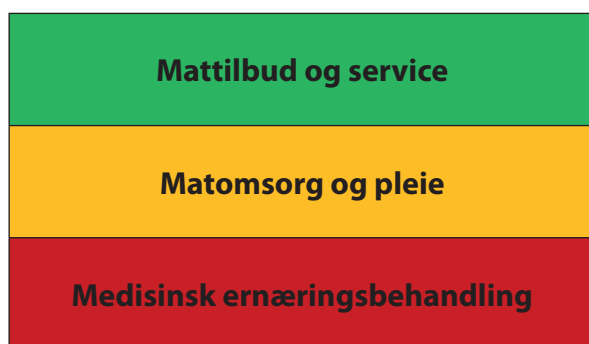 Mattilbud og service
Matomsorg og pleie
Medisinsk ernæringsbehandling